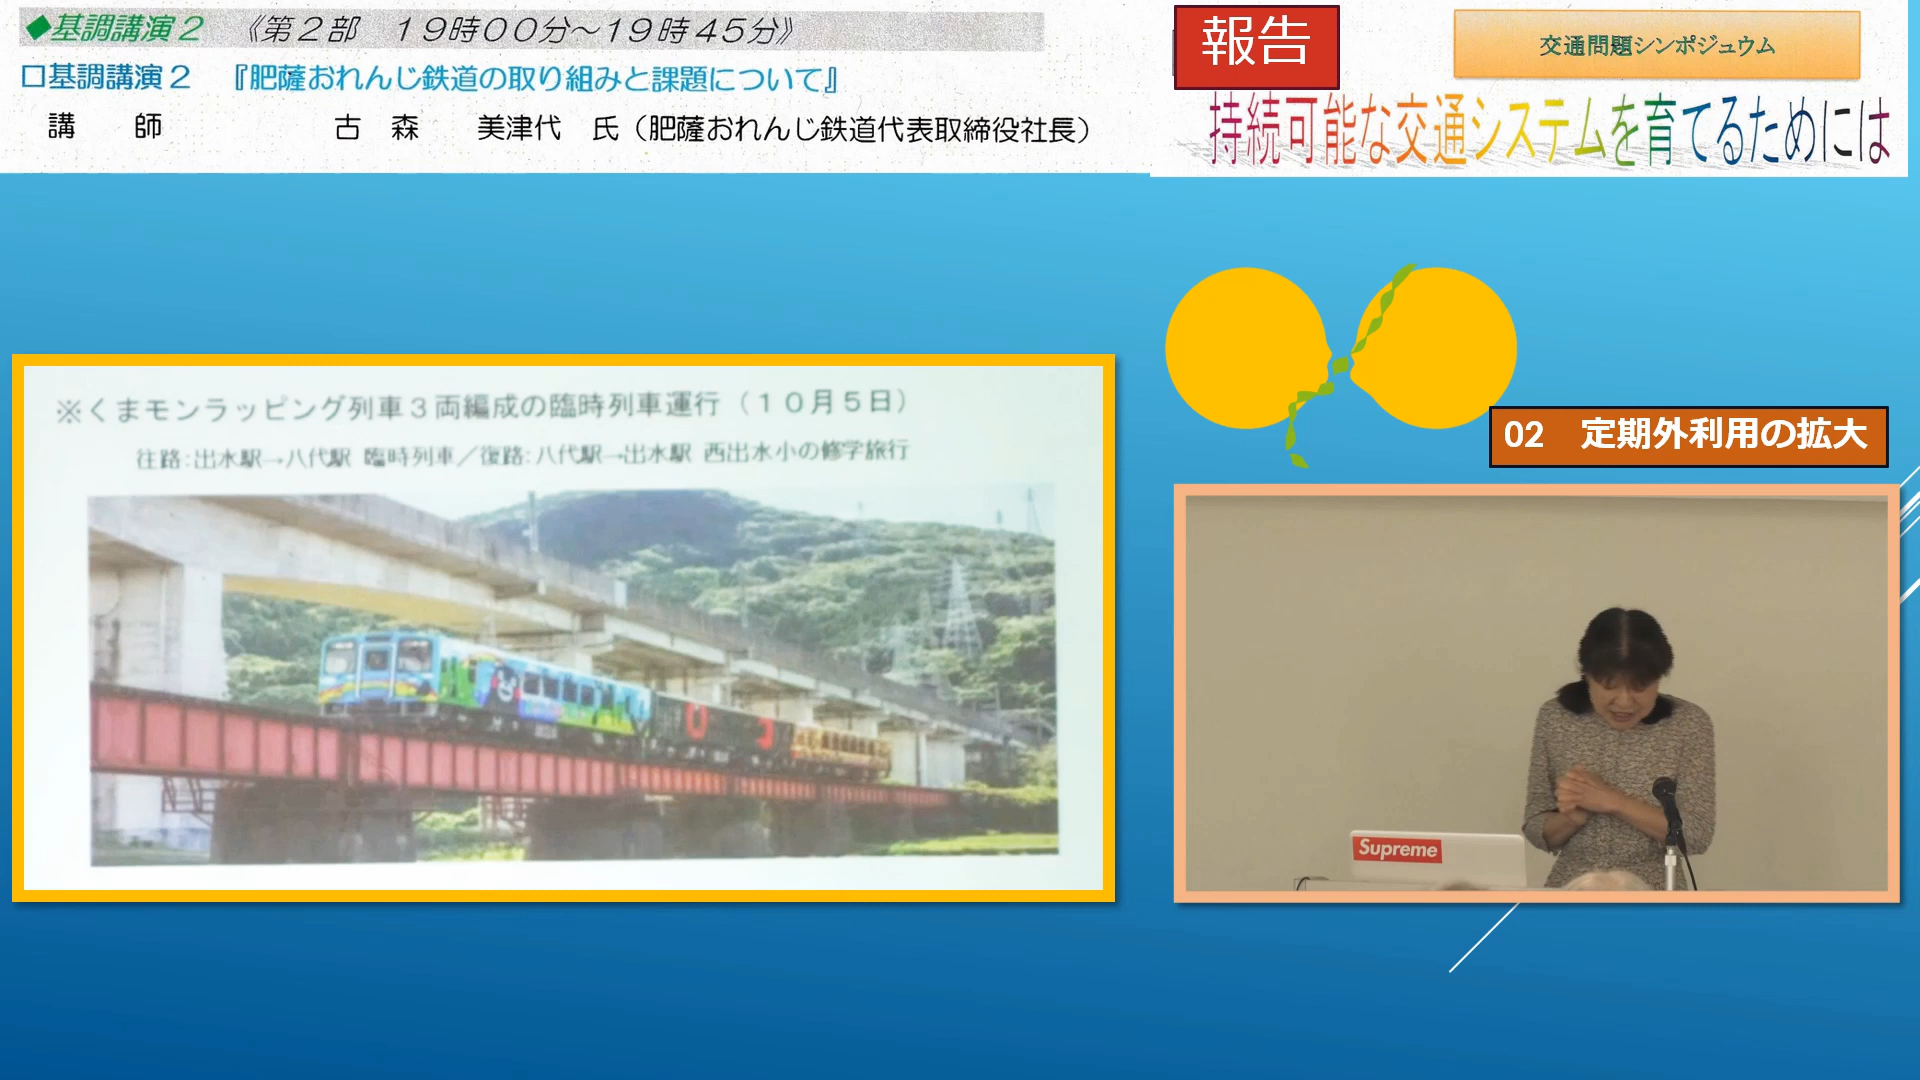 ◆基調講演２　《第２部　１９時００分～１９時４５分》
□基調講演２　『肥薩おれんじ鉄道の取り組みと課題について』
講　師　古　森　美津代　氏（肥薩おれんじ鉄道代表取締役社長）
報告
交通問題シンポジュウム
持続可能な交通システムを育てるためには
※くまモンラッピング列車３両編成の臨時列車運行（１０月５日）
往路：出水駅→八代駅 臨時列車／復路：八代駅→出水駅 西出水小の修学旅行
02　定期外利用の拡大
Supreme